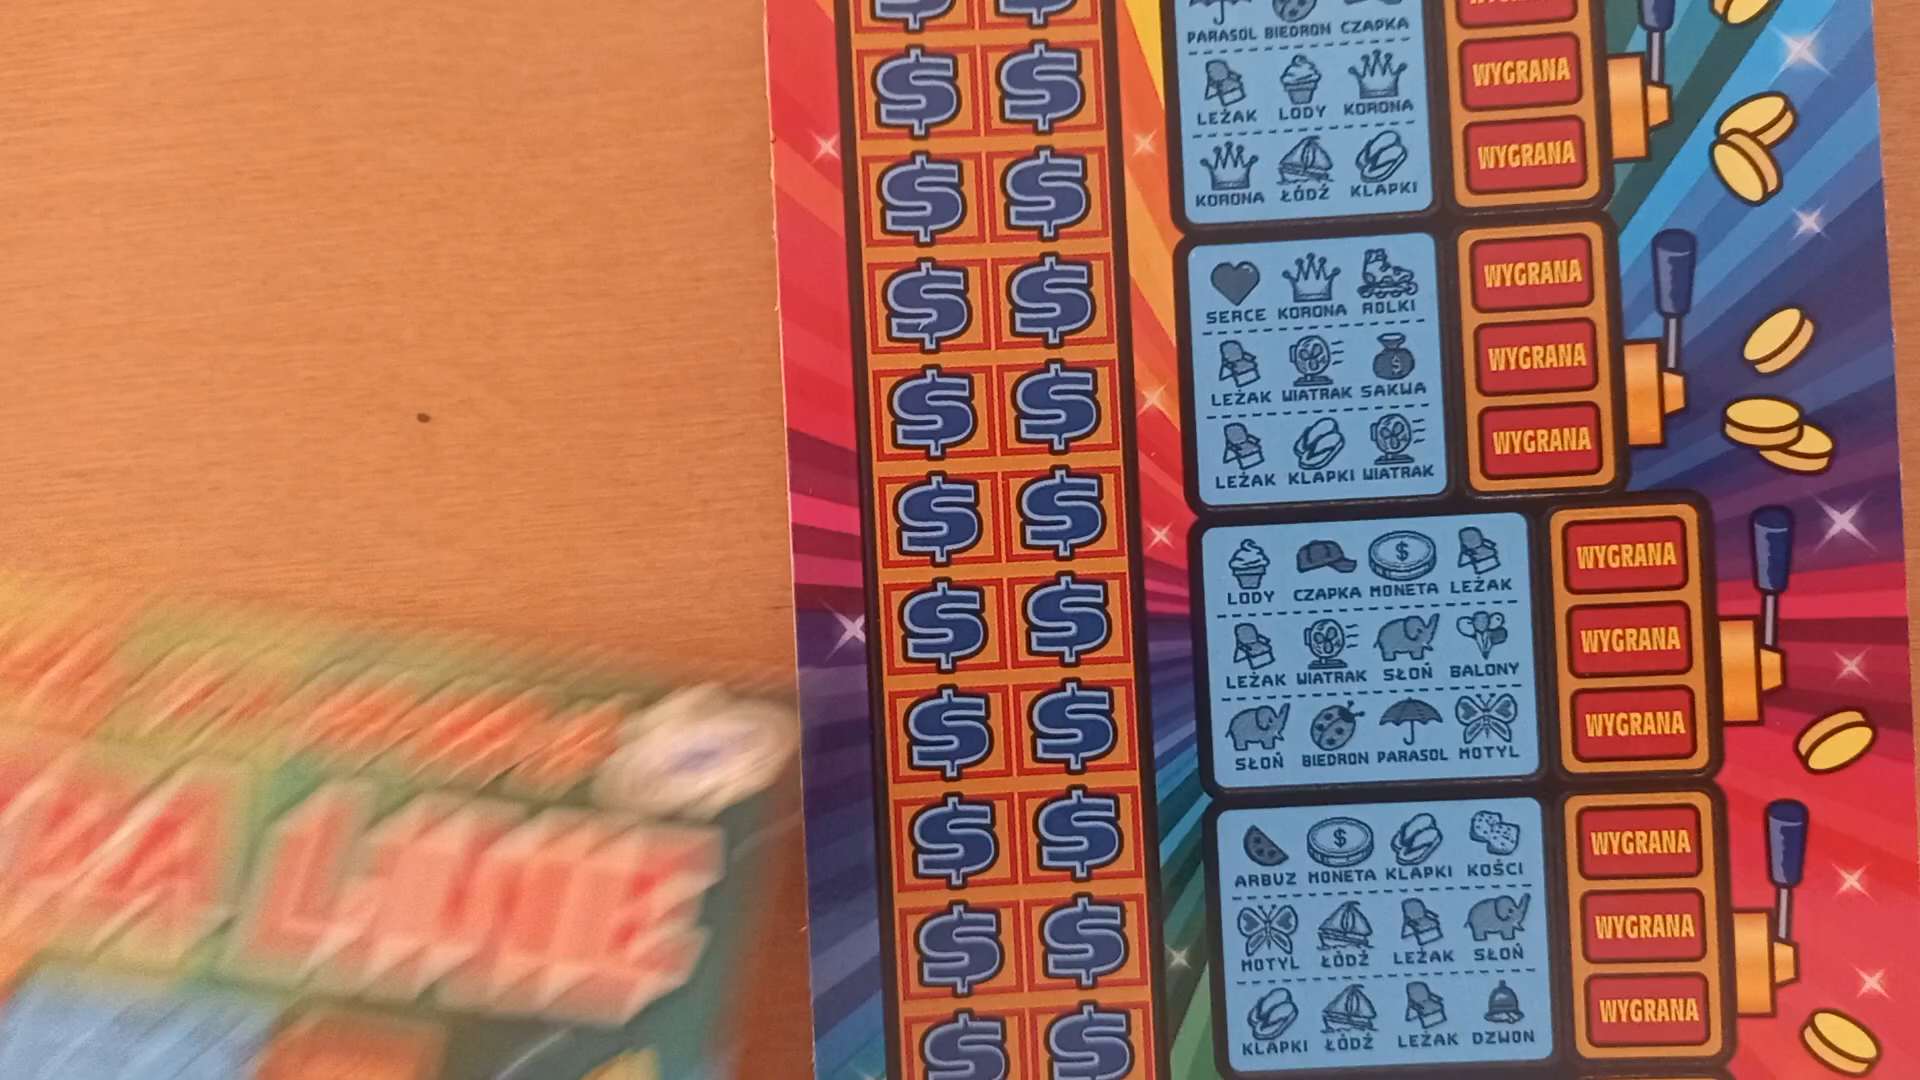 PARASOL BIEDRON CZAPKA
LEŻAK LODY KORONA
KORONA ŁÓDŹ KLAPKI
WYGRANA
WYGRANA
SERCE KORONA ROLKI
LEŻAK WIATRAK SAKWA
LEŻAK KLAPKI WIATRAK
WYGRANA
WYGRANA
WYGRANA
LODY CZAPKA MONETA LEŻAK
LEŻAK WIATRAK SŁOŃ BALONY
SŁOŃ BIEDRON PARASOL MOTYL
WYGRANA
WYGRANA
WYGRANA
ARBUZ MONETA KLAPKI KOŚCI
MOTYL ŁÓDŹ LEŻAK SŁOŃ
KLAPKI ŁÓDŹ LEŻAK DZWON
WYGRANA
WYGRANA
WYGRANA
$ $
$ $
$ $
$ $
$ $
$ $
$ $
$ $
$ $
$ $
$ $